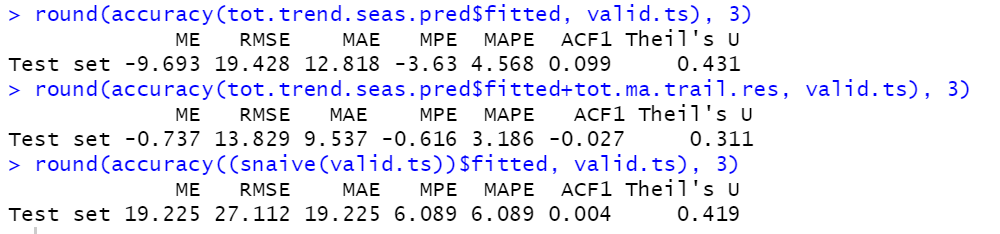 > round(accuracy(tot.trend.seas.pred$fitted, valid.ts), 3)
ME RMSE MAE MPE MAPE ACF1 Theil's U
Test set -9.693 19.428 12.818 -3.63 4.568 0.099 0.431
> round(accuracy(tot.trend.seas.pred$fitted+tot.ma.trail.res, valid.ts), 3)
ME RMSE MAE MPE MAPE ACF1 Theil's U
Test set -0.737 13.829 9.537 -0.616 3.186 -0.027 0.311
> round(accuracy((snaive(valid.ts))$fitted, valid.ts), 3)
ME RMSE MAE MPE MAPE ACF1 Theil's U
Test set 19.225 27.112 19.225 6.089 6.089 0.004 0.419